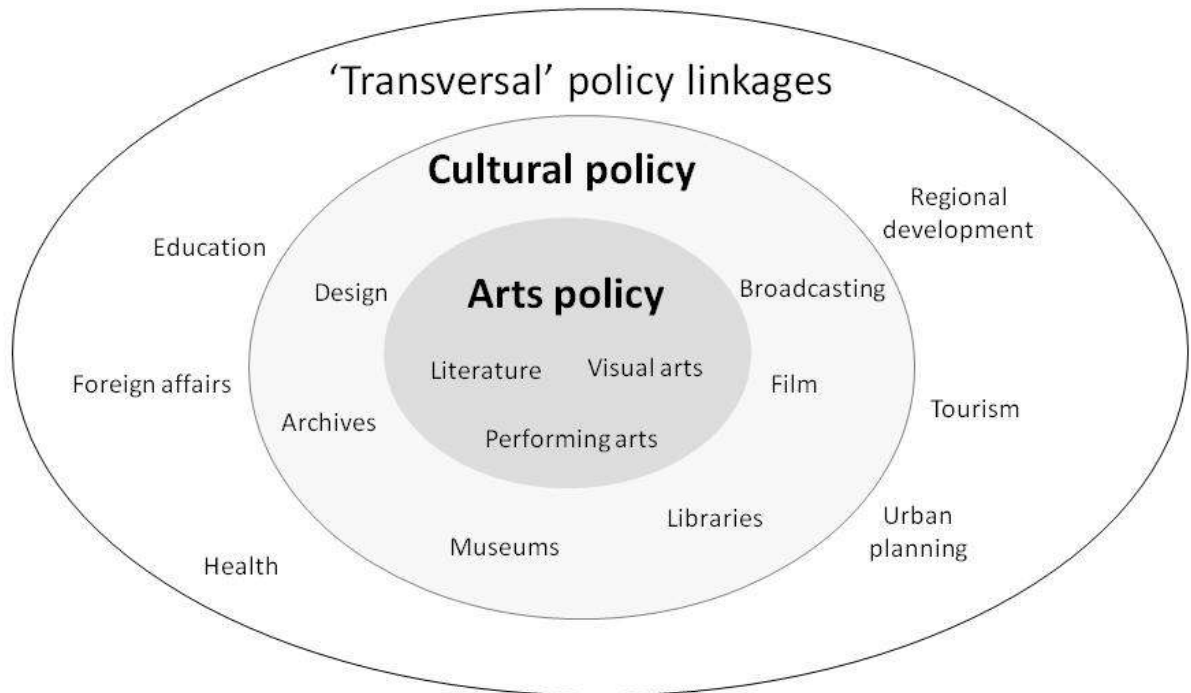 ‘Transversal’ policy linkages
Cultural policy
Regional
development
Education
Design
Arts policy
Broadcasting
Literature
Visual arts
Film
Foreign affairs
Archives
Tourism
Performing arts
Libraries
Urban
planning
Museums
Health